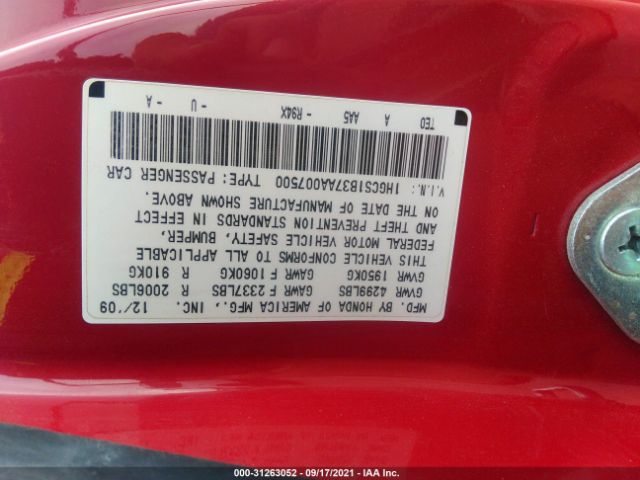 MFD. BY HONDA OF AMERICA MFG., INC. 12/'09
GVWR 4299LBS GAWR F 2337LBS R 2006LBS
GVWR 1950KG GAWR F 1060KG R 910KG
THIS VEHICLE CONFORMS TO ALL APPLICABLE
FEDERAL MOTOR VEHICLE SAFETY, BUMPER,
AND THEFT PREVENTION STANDARDS IN EFFECT
ON THE DATE OF MANUFACTURE SHOWN ABOVE.
V.I.N.: 1HGCS1B37AA007500 TYPE: PASSENGER CAR
TE0 A AA5 - R94X - U - A
000-31263052 - 09/17/2021 - IAA Inc.